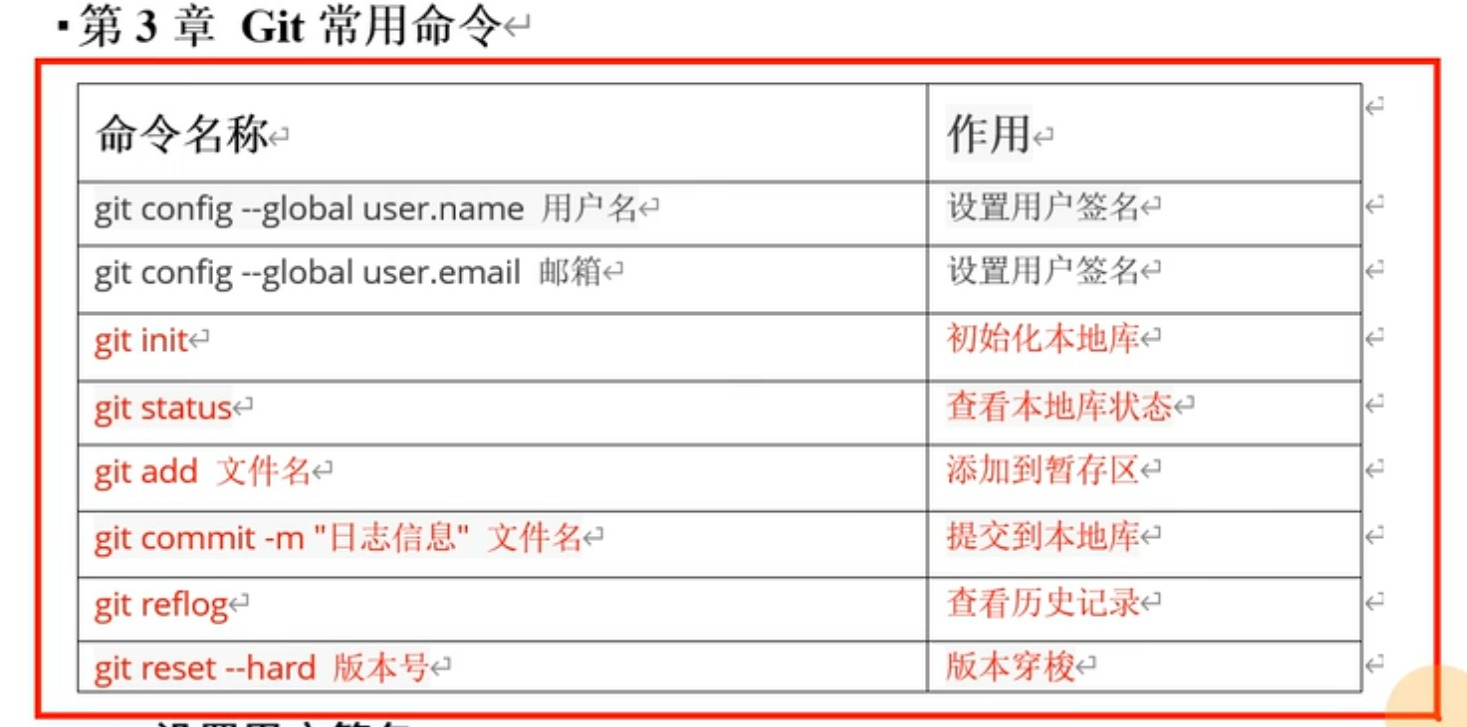 第 3 章 Git 常用命令
命令名称 作用
git config --global user.name 用户名 设置用户签名
git config --global user.email 邮箱 设置用户签名
git init 初始化本地库
git status 查看本地库状态
git add 文件名 添加到暂存区
git commit -m "日志信息" 文件名 提交到本地库
git reflog 查看历史记录
git reset --hard 版本号 版本穿梭